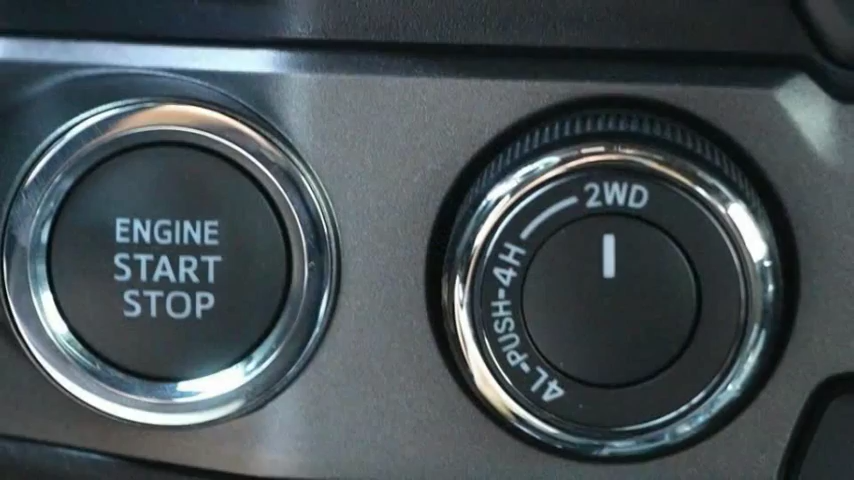 ENGINE
START
STOP
2WD
4L-PUSH-4H